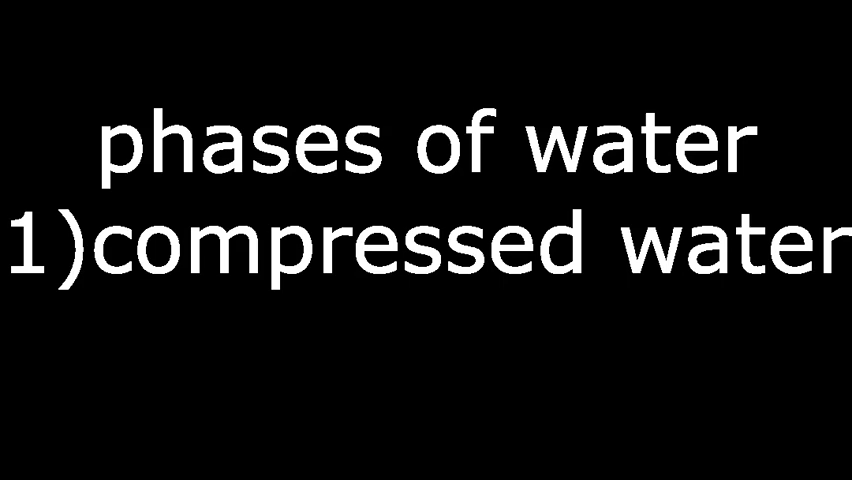 phases of water
1)compressed water